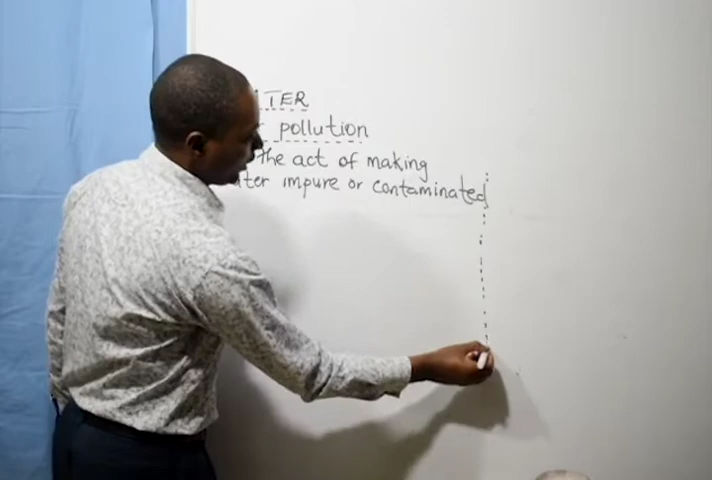 TER
pollution
the act of making
ter impure or contaminated